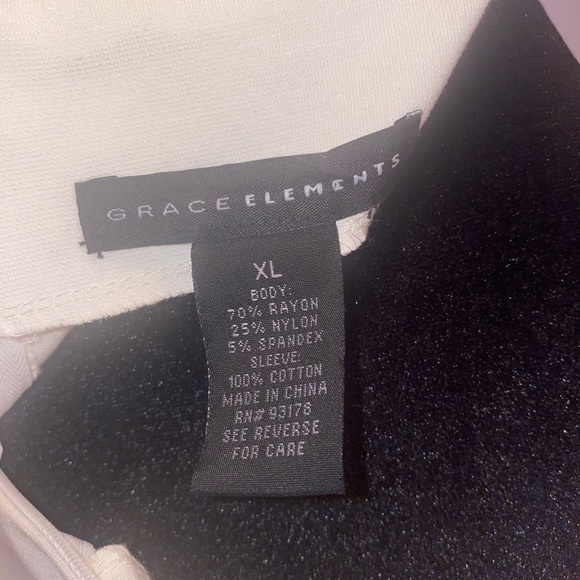 GRACE ELEMENTS
XL
BODY:
70% RAYON
25% NYLON
5% SPANDEX
SLEEVE:
100% COTTON
MADE IN CHINA
RN# 93178
SEE REVERSE
FOR CARE